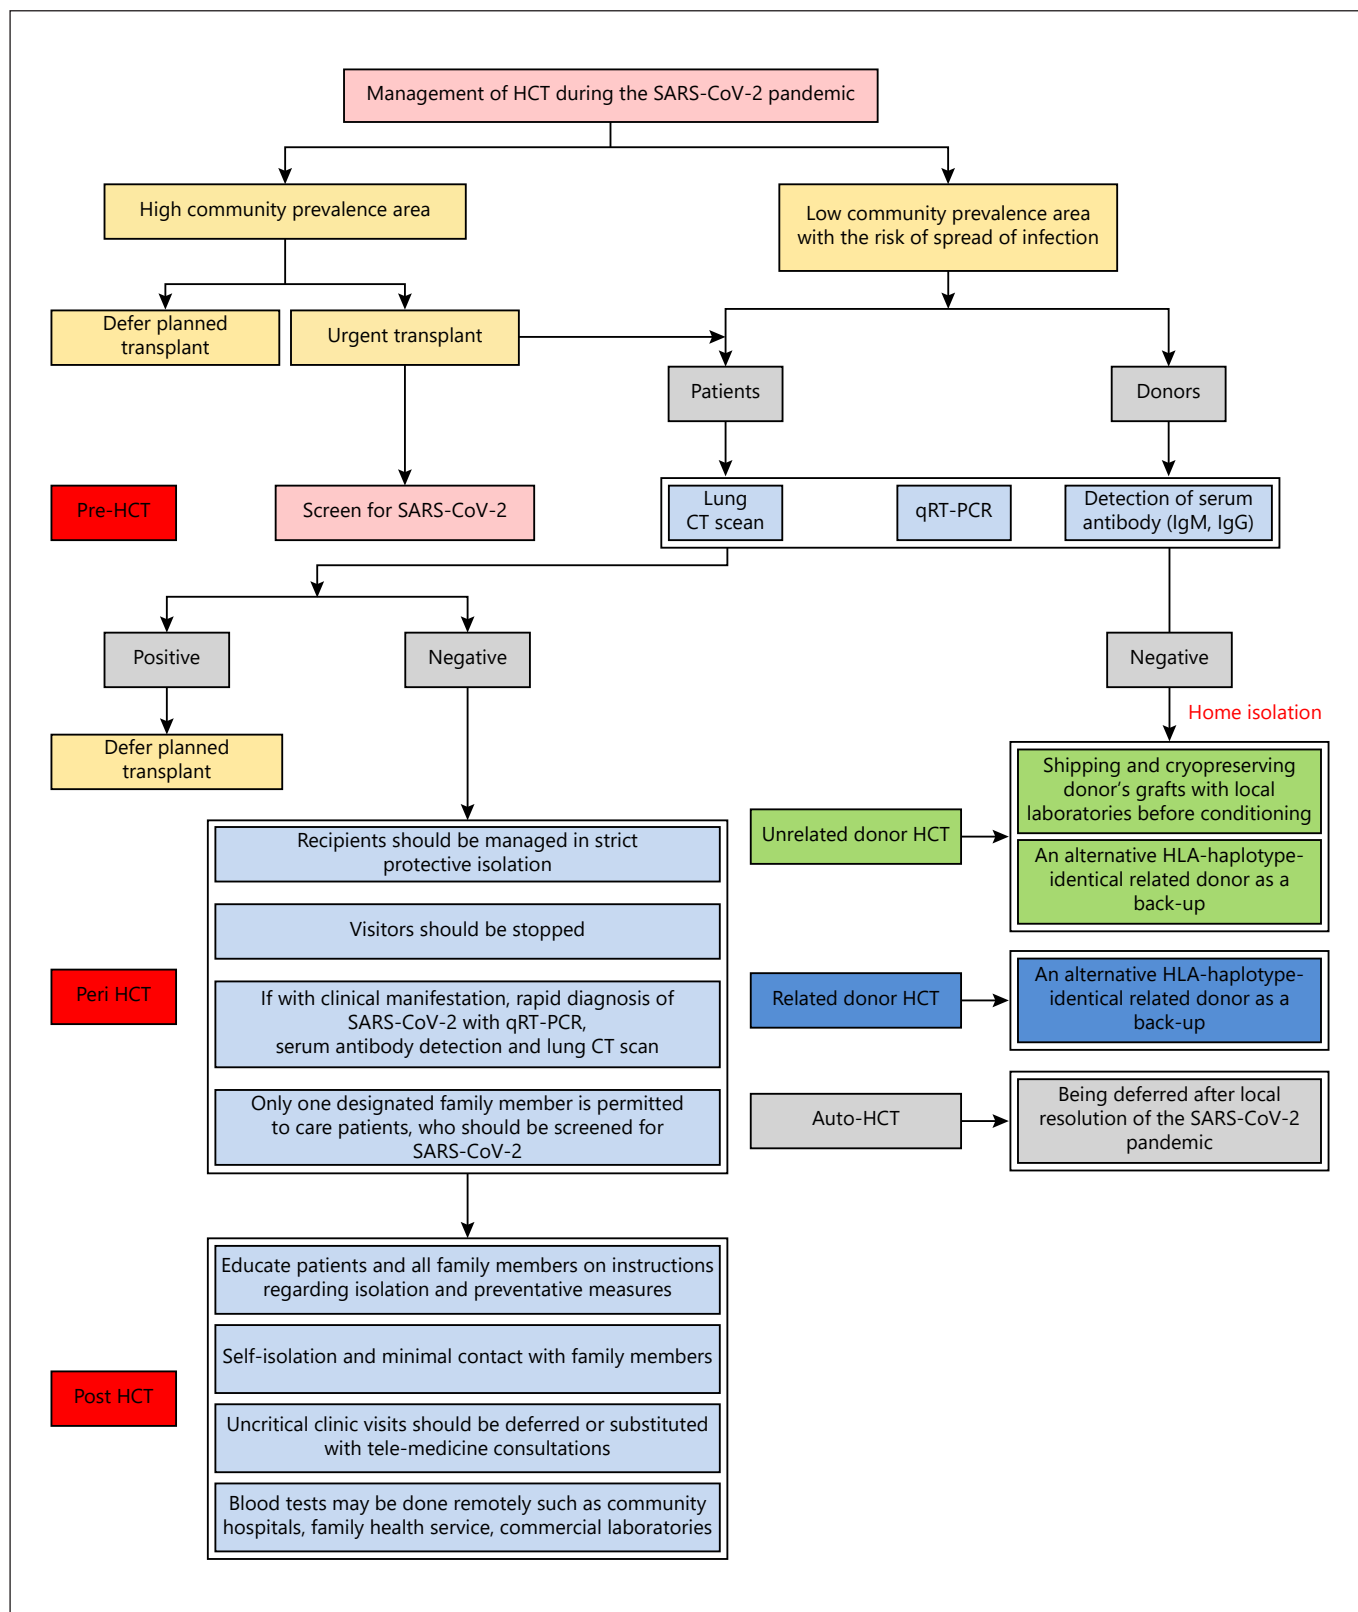 Management of HCT during the SARS-CoV-2 pandemic
High community prevalence area
Low community prevalence area
with the risk of spread of infection
Defer planned
transplant
Urgent transplant
Patients
Donors
Pre-HCT
Screen for SARS-CoV-2
Lung
CT scean
qRT-PCR
Detection of serum
antibody (IgM, IgG)
Positive
Negative
Negative
Home isolation
Defer planned
transplant
Shipping and cryopreserving
donor's grafts with local
laboratories before conditioning
Unrelated donor HCT
An alternative HLA-haplotype-
identical related donor as a
back-up
Recipients should be managed in strict
protective isolation
Visitors should be stopped
Peri HCT
If with clinical manifestation, rapid diagnosis of
SARS-CoV-2 with qRT-PCR,
serum antibody detection and lung CT scan
Related donor HCT
An alternative HLA-haplotype-
identical related donor as a
back-up
Only one designated family member is permitted
to care patients, who should be screened for
SARS-CoV-2
Auto-HCT
Being deferred after local
resolution of the SARS-CoV-2
pandemic
Educate patients and all family members on instructions
regarding isolation and preventative measures
Self-isolation and minimal contact with family members
Post HCT
Uncritical clinic visits should be deferred or substituted
with tele-medicine consultations
Blood tests may be done remotely such as community
hospitals, family health service, commercial laboratories